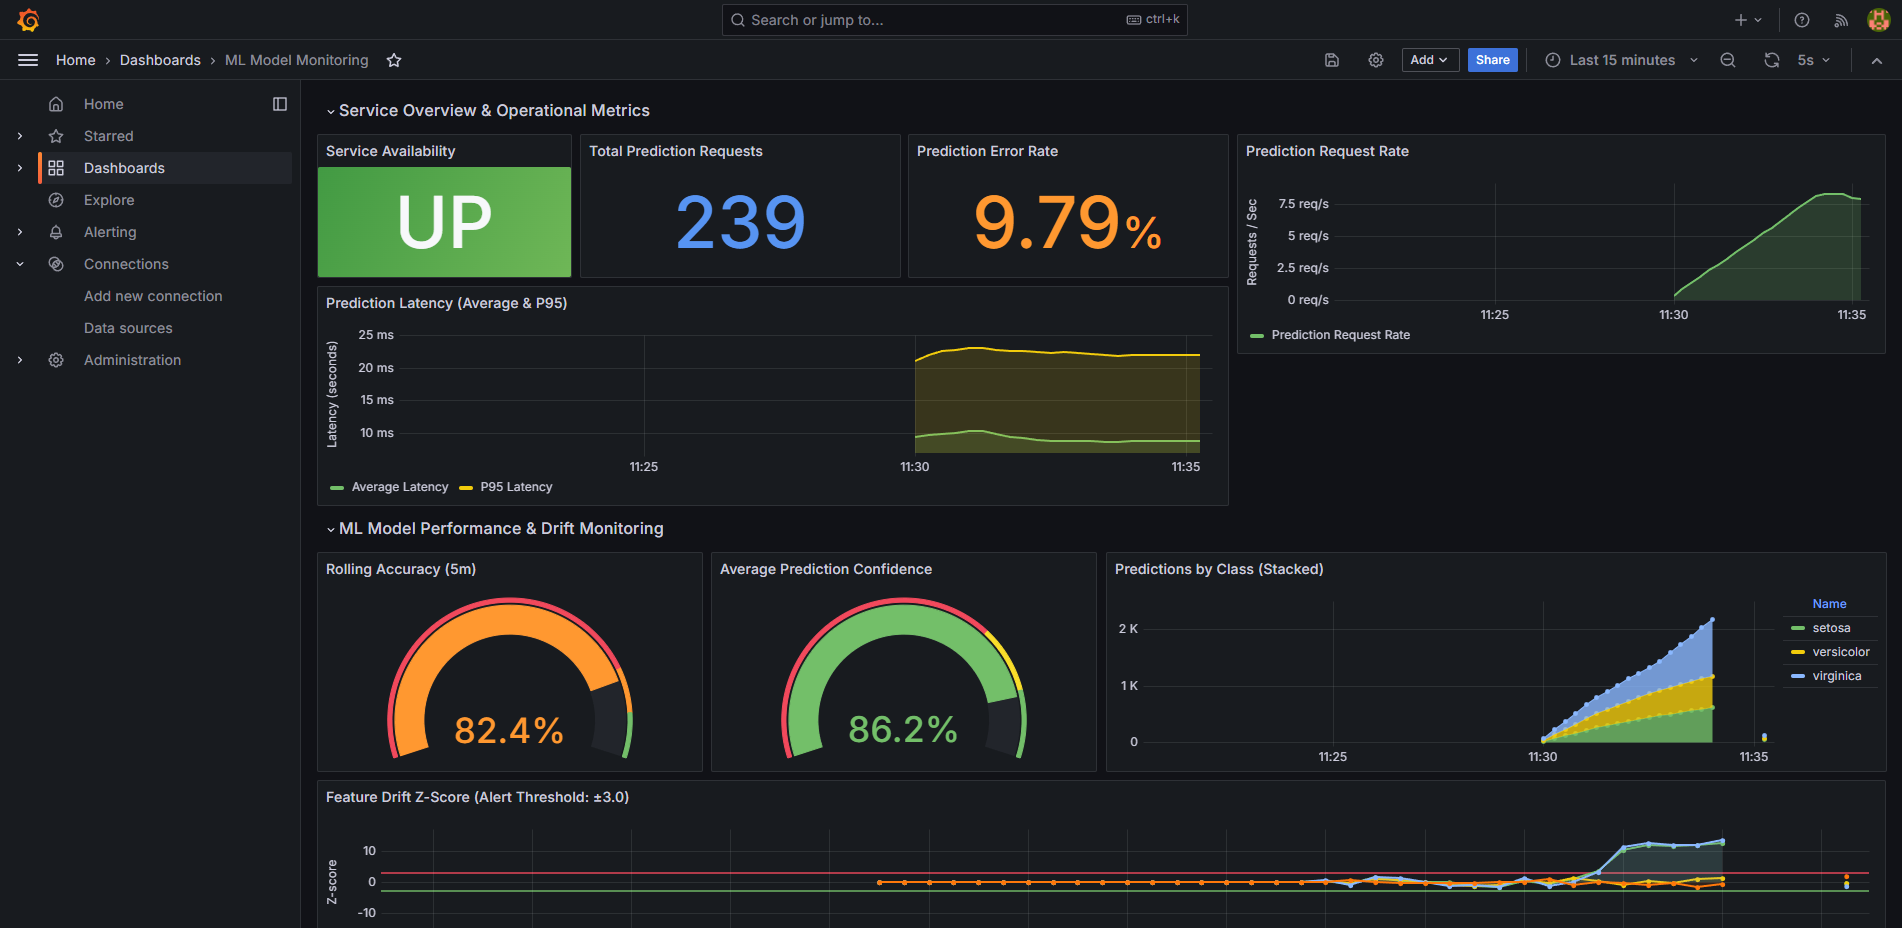 Search or jump to...
ctrl+k
Home › Dashboards › ML Model Monitoring
Add
Share
Last 15 minutes
5s
Home
Starred
Dashboards
Explore
Alerting
Connections
Add new connection
Data sources
Administration
Service Overview & Operational Metrics
Service Availability
UP
Total Prediction Requests
239
Prediction Error Rate
9.79%
Prediction Request Rate
Requests / Sec
7.5 req/s
5 req/s
2.5 req/s
0 req/s
11:25
11:30
11:35
Prediction Request Rate
Prediction Latency (Average & P95)
Latency (seconds)
25 ms
20 ms
15 ms
10 ms
11:25
11:30
11:35
Average Latency
P95 Latency
ML Model Performance & Drift Monitoring
Rolling Accuracy (5m)
82.4%
Average Prediction Confidence
86.2%
Predictions by Class (Stacked)
2 K
1 K
0
11:25
11:30
11:35
Name
setosa
versicolor
virginica
Feature Drift Z-Score (Alert Threshold: ±3.0)
Z-score
10
0
-10